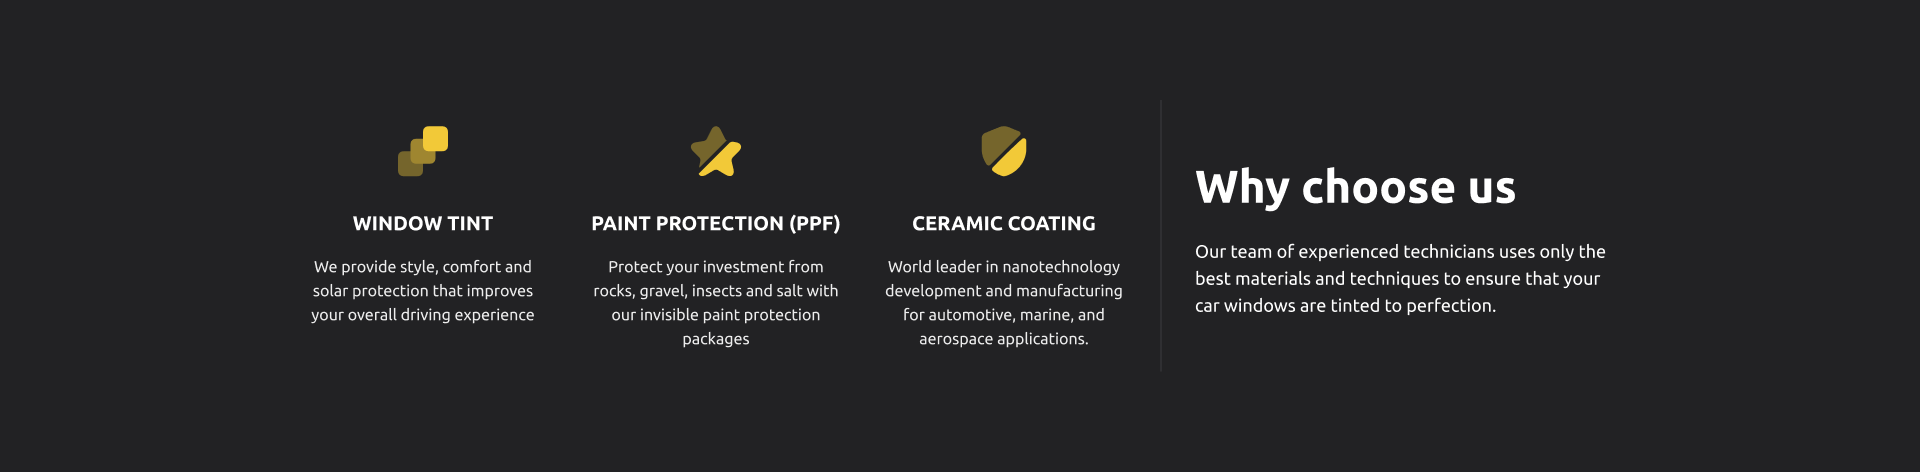 WINDOW TINT
We provide style, comfort and
solar protection that improves
your overall driving experience
PAINT PROTECTION (PPF)
Protect your investment from
rocks, gravel, insects and salt with
our invisible paint protection
packages
CERAMIC COATING
World leader in nanotechnology
development and manufacturing
for automotive, marine, and
aerospace applications.
Why choose us
Our team of experienced technicians uses only the
best materials and techniques to ensure that your
car windows are tinted to perfection.